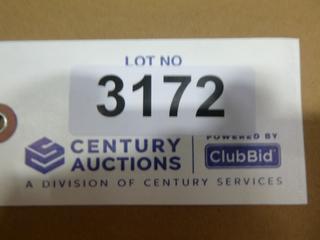 LOT NO
3172
CENTURY AUCTIONS
POWERED BY
ClubBid
A DIVISION OF CENTURY SERVICES